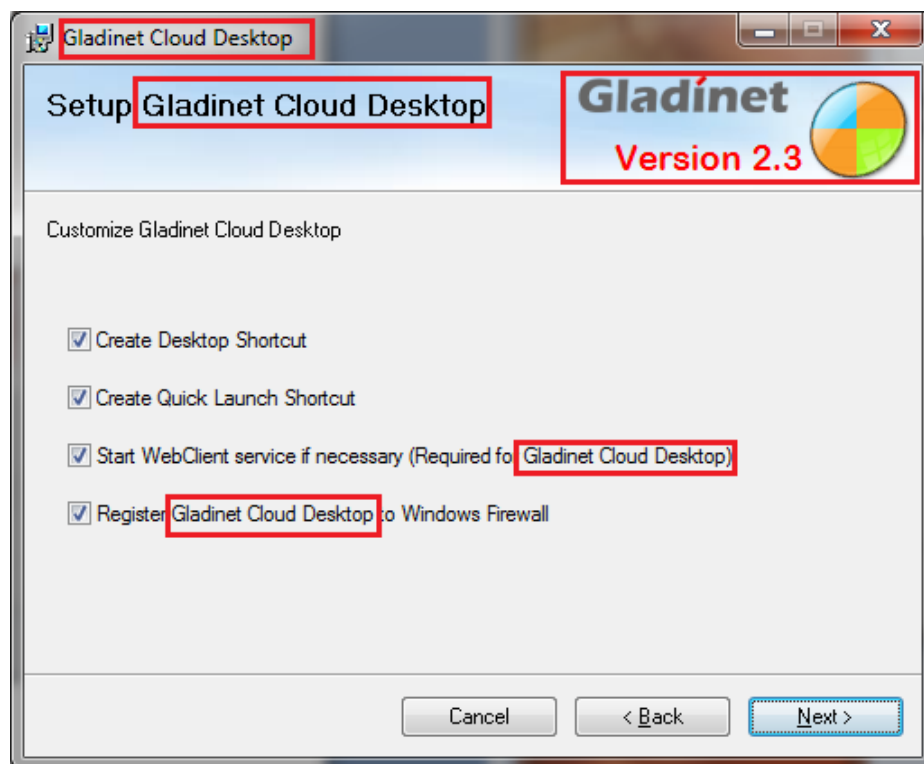 Gladinet Cloud Desktop
Setup Gladinet Cloud Desktop
Gladínet
Version 2.3
Customize Gladinet Cloud Desktop
Create Desktop Shortcut
Create Quick Launch Shortcut
Start WebClient service if necessary (Required fo Gladinet Cloud Desktop)
Register Gladinet Cloud Desktop to Windows Firewall
Cancel
< Back
Next >